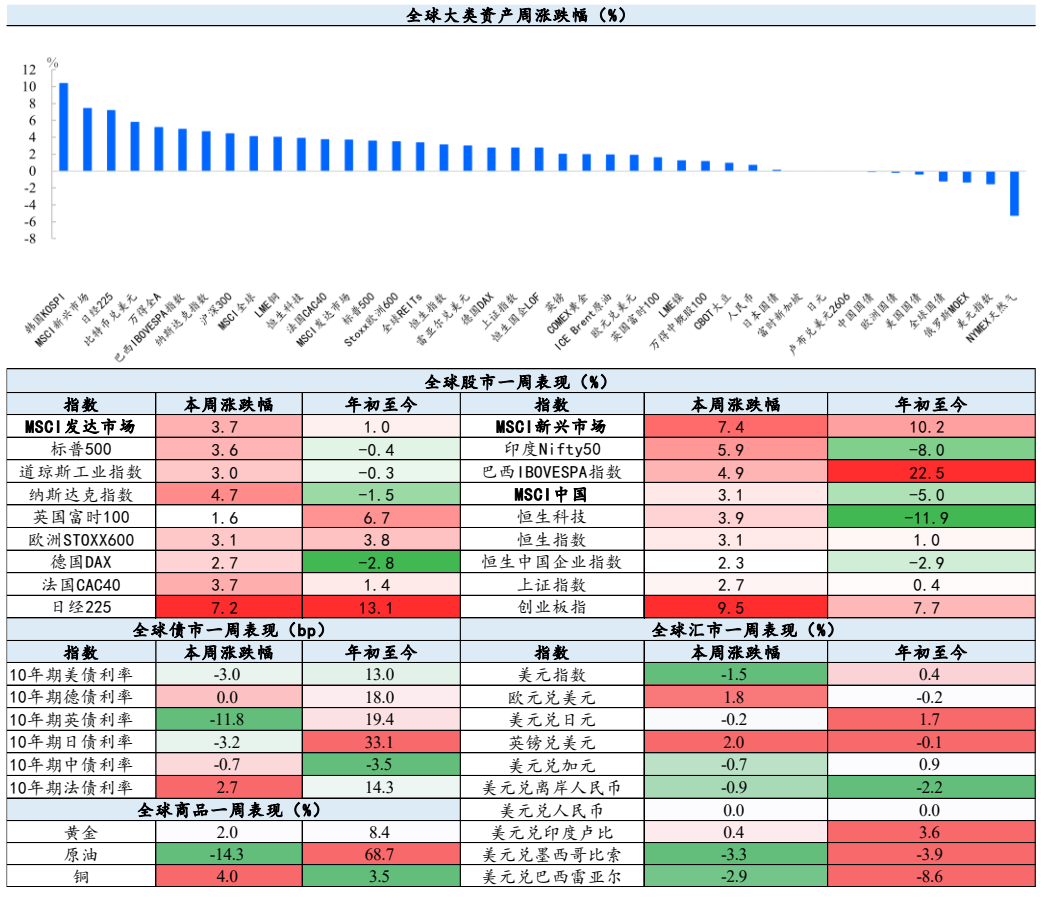 全球大类资产周涨跌幅（%）
%
12
10
8
6
4
2
0
-2
-4
-6
-8
韩国KOSPI
MSCI新兴市场
日经225
比特币兑美元
万得全A
巴西IBOVESPA指数
纳斯达克指数
沪深300
MSCI全球
LME铜
恒生科技
法国CAC40
MSCI发达市场
标普500
Stoxx欧洲600
全球REITs
恒生指数
雷亚尔兑美元
德国DAX
上证指数
恒生国企LOF
英镑
COMEX黄金
ICE Brent原油
欧元兑美元
英国富时100
LME镍
万得中概股100
CBOT大豆
人民币
日本国债
富时新加坡
日元
卢布兑美元2606
中国国债
欧洲国债
美国国债
全球国债
俄罗斯MOEX
美元指数
NYMEX天然气
全球股市一周表现（%）
指数 本周涨跌幅 年初至今 指数 本周涨跌幅 年初至今
MSCI发达市场 3.7 1.0 MSCI新兴市场 7.4 10.2
标普500 3.6 -0.4 印度Nifty50 5.9 -8.0
道琼斯工业指数 3.0 -0.3 巴西IBOVESPA指数 4.9 22.5
纳斯达克指数 4.7 -1.5 MSCI中国 3.1 -5.0
英国富时100 1.6 6.7 恒生科技 3.9 -11.9
欧洲STOXX600 3.1 3.8 恒生指数 3.1 1.0
德国DAX 2.7 -2.8 恒生中国企业指数 2.3 -2.9
法国CAC40 3.7 1.4 上证指数 2.7 0.4
日经225 7.2 13.1 创业板指 9.5 7.7
全球债市一周表现（bp） 全球汇市一周表现（%）
指数 本周涨跌幅 年初至今 指数 本周涨跌幅 年初至今
10年期美债利率 -3.0 13.0 美元指数 -1.5 0.4
10年期德债利率 0.0 18.0 欧元兑美元 1.8 -0.2
10年期英债利率 -11.8 19.4 美元兑日元 -0.2 1.7
10年期日债利率 -3.2 33.1 英镑兑美元 2.0 -0.1
10年期中债利率 -0.7 -3.5 美元兑加元 -0.7 0.9
10年期法债利率 2.7 14.3 美元兑离岸人民币 -0.9 -2.2
全球商品一周表现（%） 美元兑人民币 0.0 0.0
黄金 2.0 8.4 美元兑印度卢比 0.4 3.6
原油 -14.3 68.7 美元兑墨西哥比索 -3.3 -3.9
铜 4.0 3.5 美元兑巴西雷亚尔 -2.9 -8.6